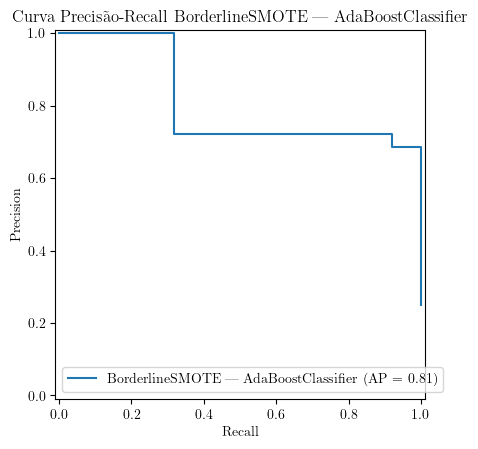 Curva Precisão-Recall BorderlineSMOTE — AdaBoostClassifier
1.0
0.8
0.6
0.4
0.2
0.0
Precision
BorderlineSMOTE — AdaBoostClassifier (AP = 0.81)
0.0 0.2 0.4 0.6 0.8 1.0
Recall